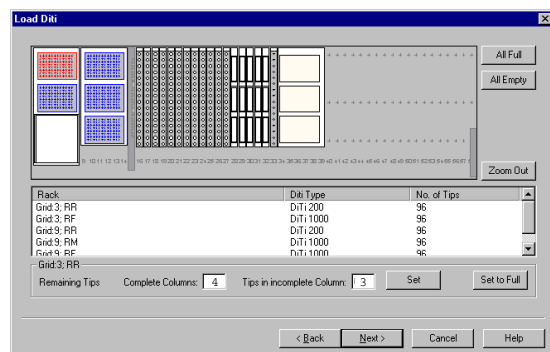 Load Diti
All Full
All Empty
Zoom Out
Rack Diti Type No. of Tips
Grid:3; RR DiTi 200 96
Grid:3; RF DiTi 1000 96
Grid:9; RR DiTi 200 96
Grid:9; RM DiTi 1000 96
Grid:9; RF DiTi 1000 96
Grid:3; RR
Remaining Tips Complete Columns: 4 Tips in incomplete Column: 3 Set Set to Full
< Back Next > Cancel Help